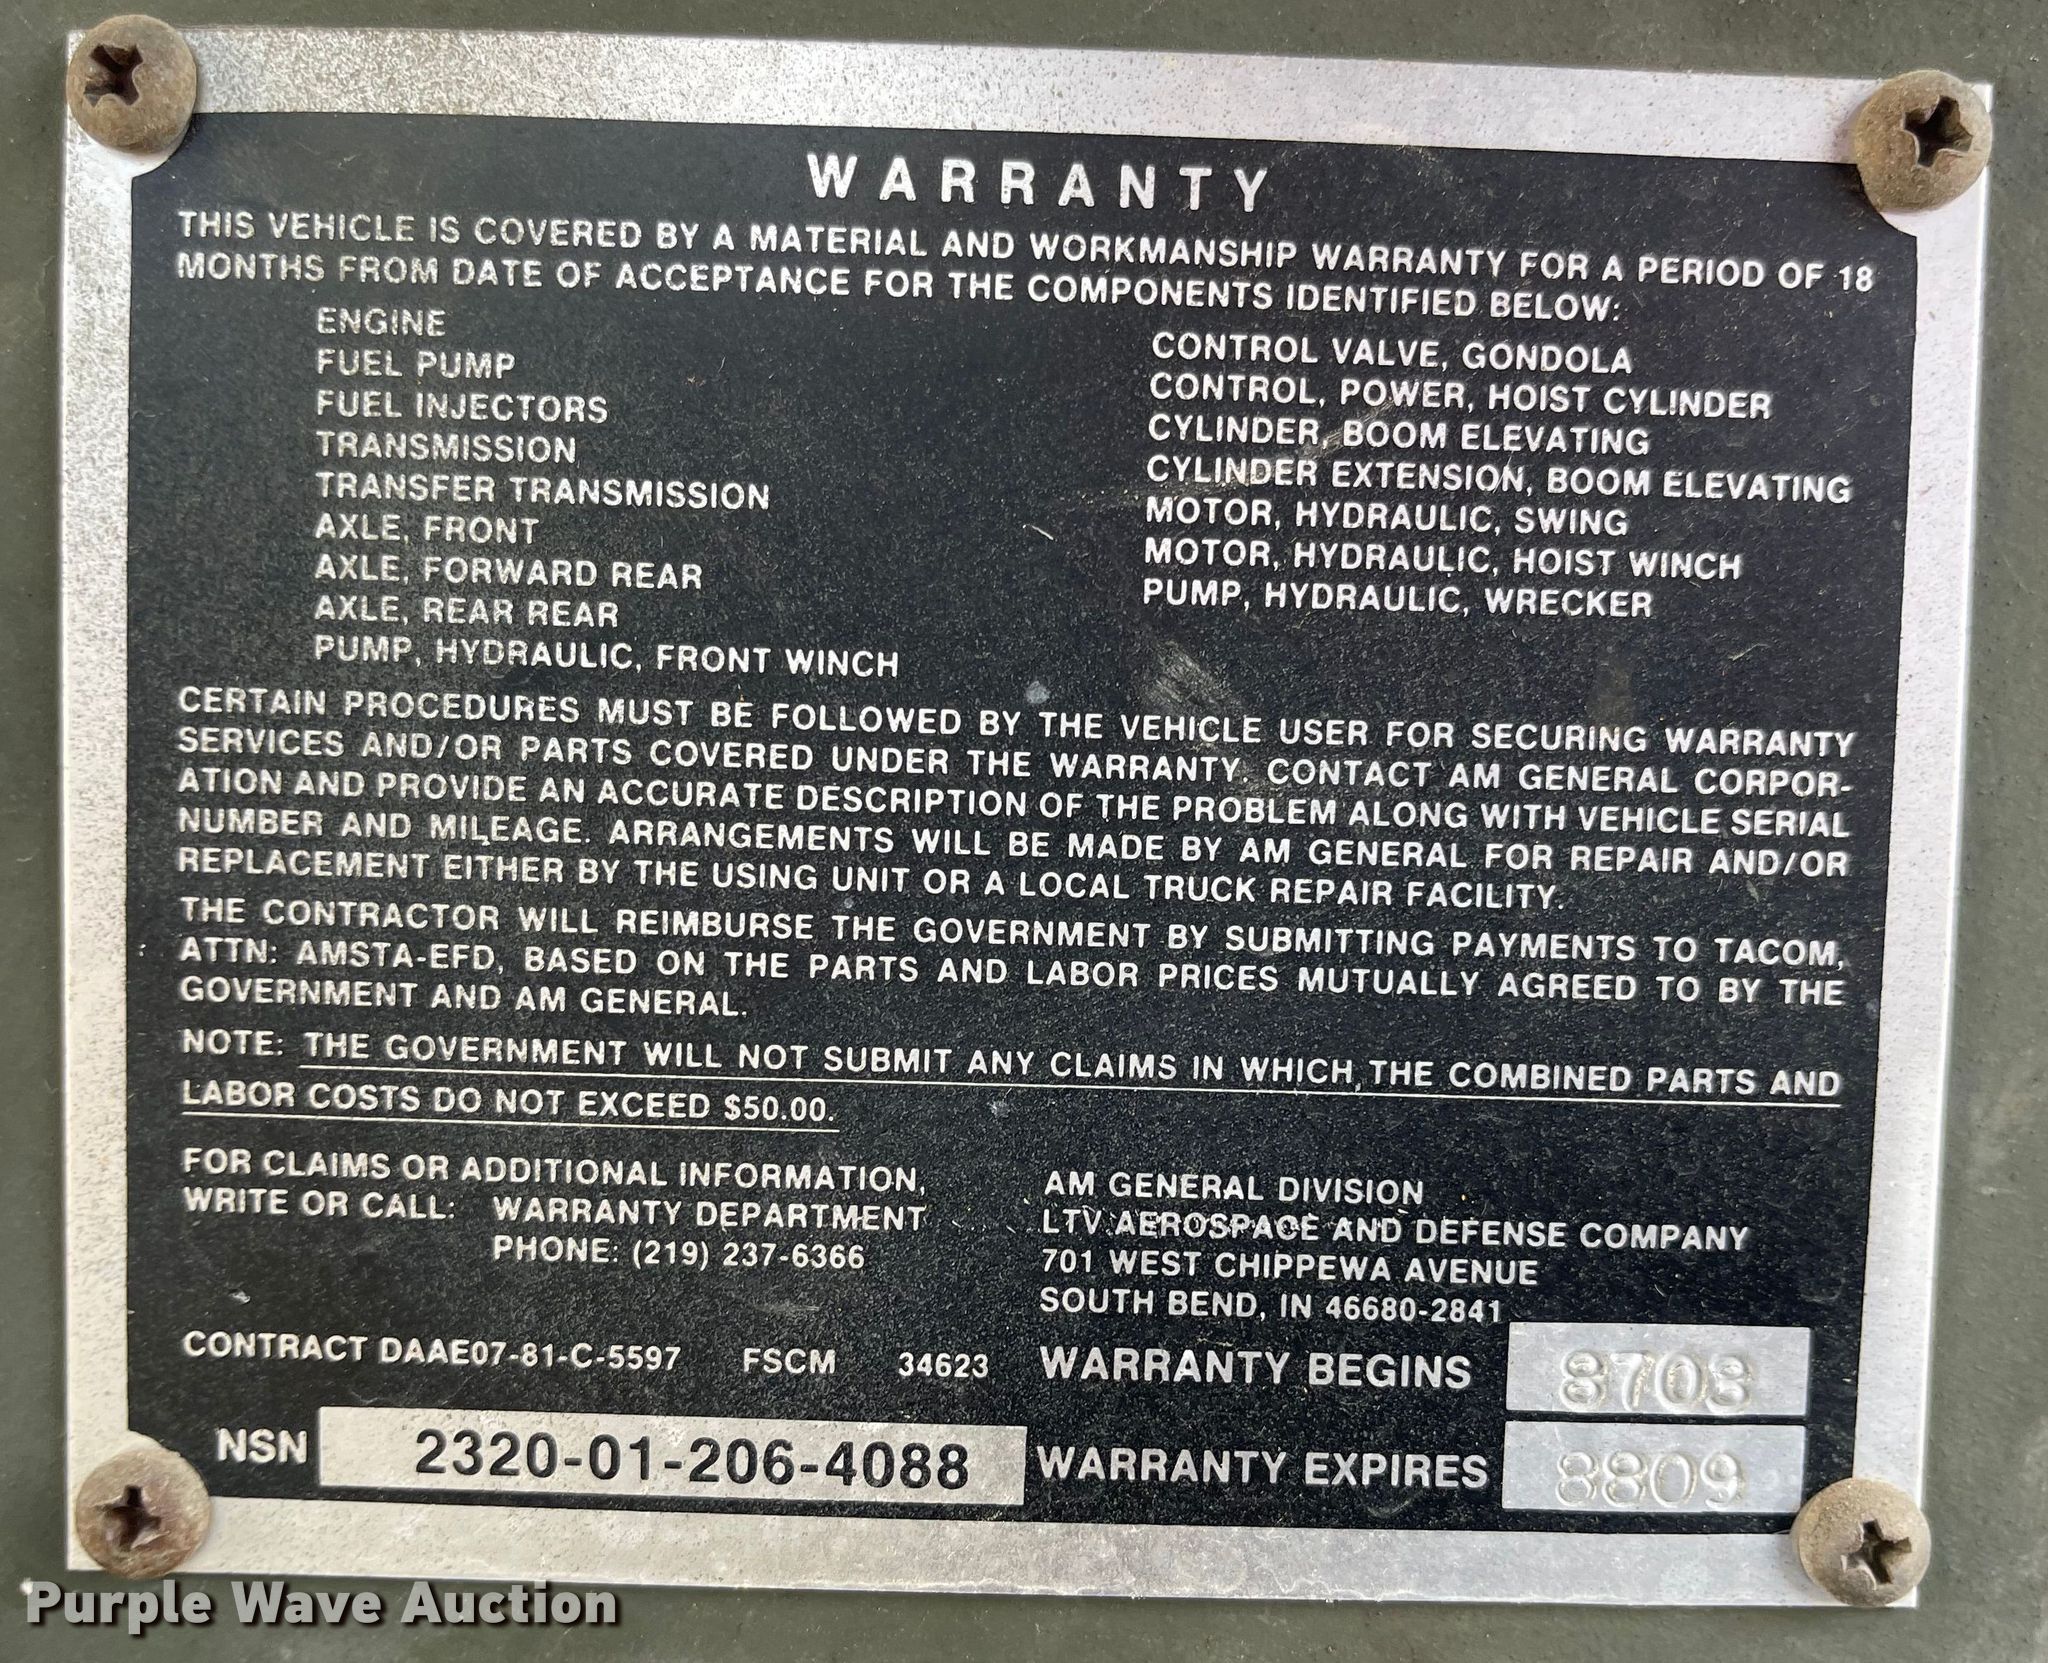 WARRANTY
THIS VEHICLE IS COVERED BY A MATERIAL AND WORKMANSHIP WARRANTY FOR A PERIOD OF 18
MONTHS FROM DATE OF ACCEPTANCE FOR THE COMPONENTS IDENTIFIED BELOW:
ENGINE
FUEL PUMP
FUEL INJECTORS
TRANSMISSION
TRANSFER TRANSMISSION
AXLE, FRONT
AXLE, FORWARD REAR
AXLE, REAR REAR
PUMP, HYDRAULIC, FRONT WINCH
CONTROL VALVE, GONDOLA
CONTROL, POWER, HOIST CYLINDER
CYLINDER, BOOM ELEVATING
CYLINDER EXTENSION, BOOM ELEVATING
MOTOR, HYDRAULIC, SWING
MOTOR, HYDRAULIC, HOIST WINCH
PUMP, HYDRAULIC, WRECKER
CERTAIN PROCEDURES MUST BE FOLLOWED BY THE VEHICLE USER FOR SECURING WARRANTY
SERVICES AND/OR PARTS COVERED UNDER THE WARRANTY. CONTACT AM GENERAL CORPOR-
ATION AND PROVIDE AN ACCURATE DESCRIPTION OF THE PROBLEM ALONG WITH VEHICLE SERIAL
NUMBER AND MILEAGE. ARRANGEMENTS WILL BE MADE BY AM GENERAL FOR REPAIR AND/OR
REPLACEMENT EITHER BY THE USING UNIT OR A LOCAL TRUCK REPAIR FACILITY.
THE CONTRACTOR WILL REIMBURSE THE GOVERNMENT BY SUBMITTING PAYMENTS TO TACOM,
ATTN: AMSTA-EFD, BASED ON THE PARTS AND LABOR PRICES MUTUALLY AGREED TO BY THE
GOVERNMENT AND AM GENERAL.
NOTE: THE GOVERNMENT WILL NOT SUBMIT ANY CLAIMS IN WHICH THE COMBINED PARTS AND
LABOR COSTS DO NOT EXCEED $50.00.
FOR CLAIMS OR ADDITIONAL INFORMATION,
WRITE OR CALL: WARRANTY DEPARTMENT
PHONE: (219) 237-6366
AM GENERAL DIVISION
LTV AEROSPACE AND DEFENSE COMPANY
701 WEST CHIPPEWA AVENUE
SOUTH BEND, IN 46680-2841
CONTRACT DAAE07-81-C-5597 FSCM 34623
WARRANTY BEGINS 8703
NSN 2320-01-206-4088
WARRANTY EXPIRES 8809
Purple Wave Auction